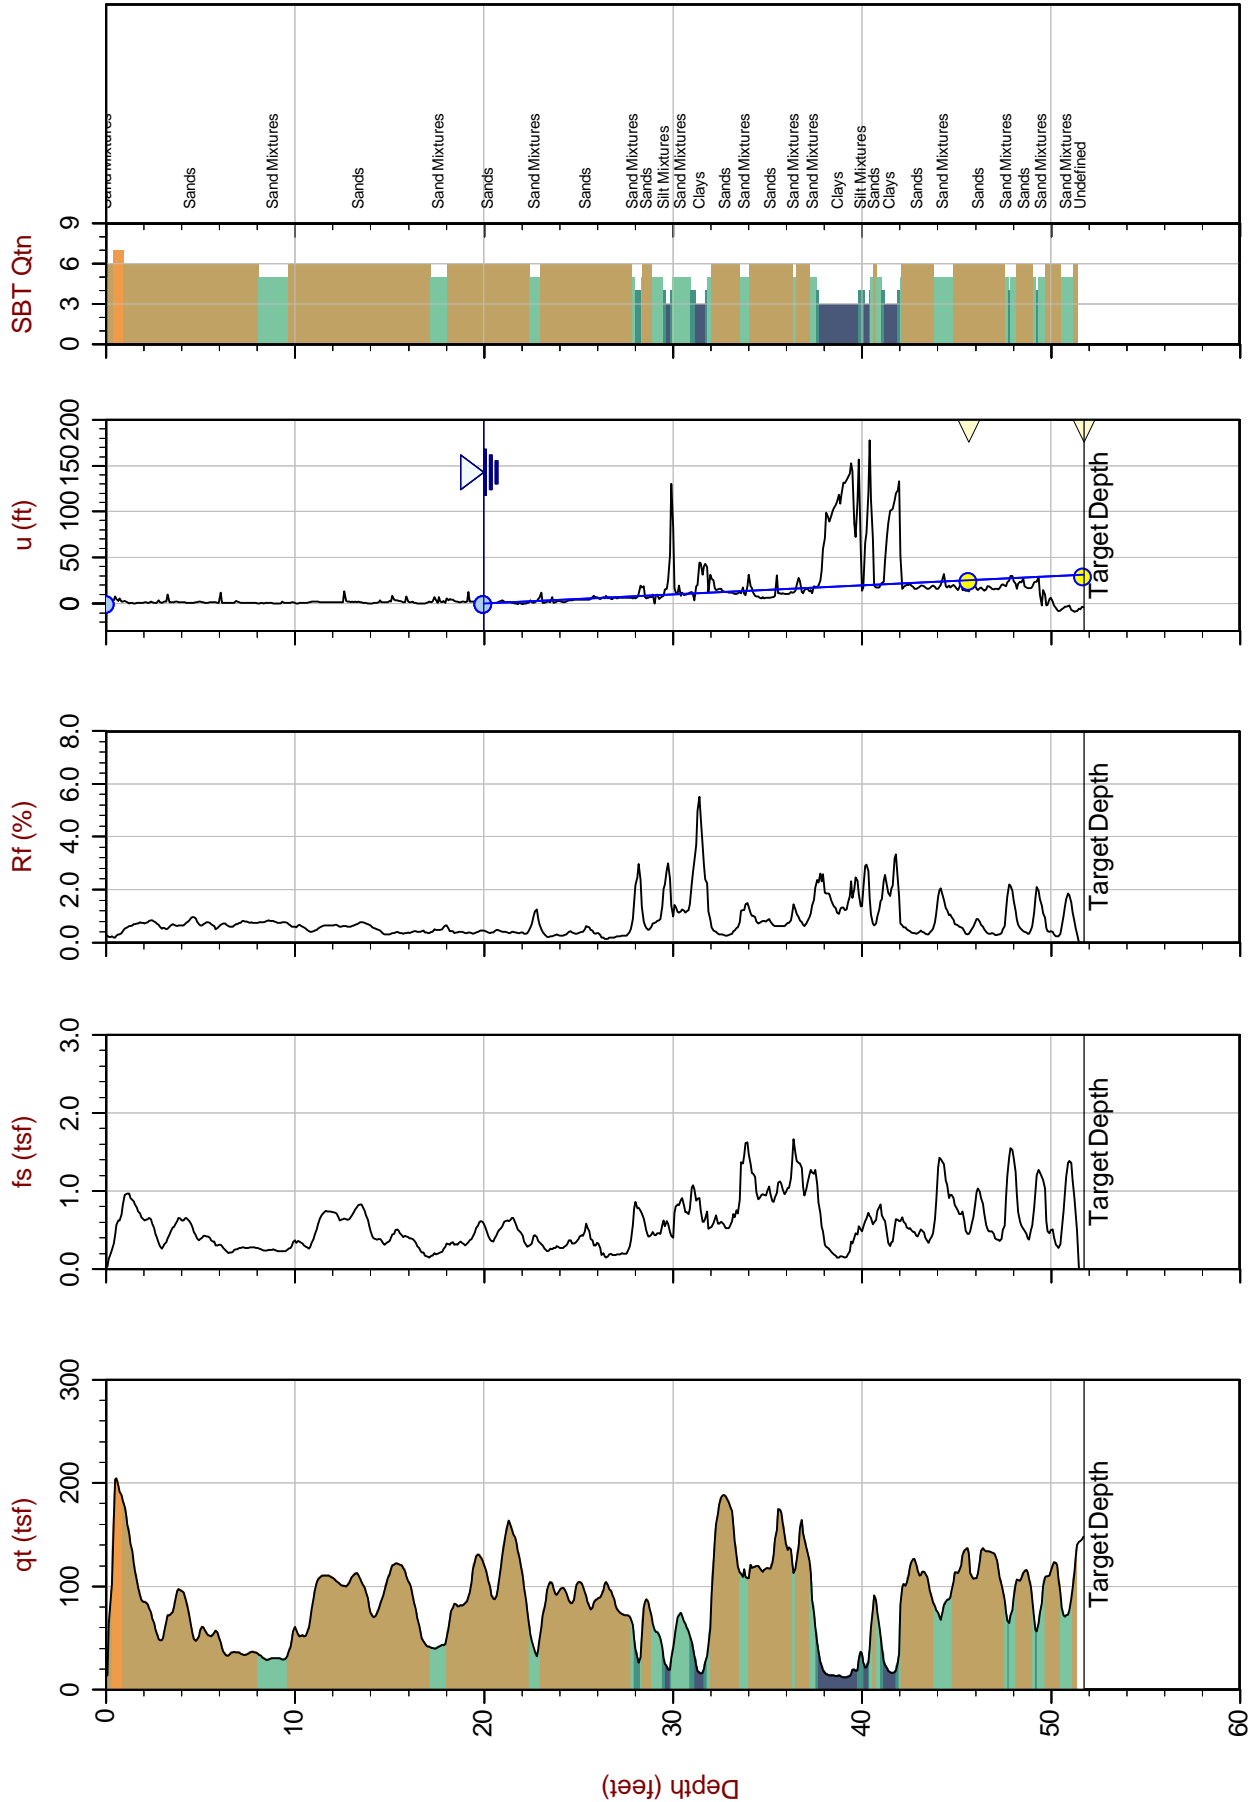 Depth (feet)
qt (tsf)
fs (tsf)
Rf (%)
u (ft)
SBT Qtn
0 100 200 300
0.0 1.0 2.0 3.0
0.0 2.0 4.0 6.0 8.0
0 50 100 150 200
0 3 6 9
0
10
20
30
40
50
60
Sand Mixtures
Sands
Sand Mixtures
Sands
Sand Mixtures
Sands
Sand Mixtures
Sands
Sand Mixtures
Sands
Silt Mixtures
Sand Mixtures
Clays
Sands
Sand Mixtures
Sands
Sand Mixtures
Sand Mixtures
Clays
Silt Mixtures
Sands
Clays
Sands
Sand Mixtures
Sands
Sand Mixtures
Sands
Sand Mixtures
Sand Mixtures
Undefined
Target Depth
Target Depth
Target Depth
Target Depth